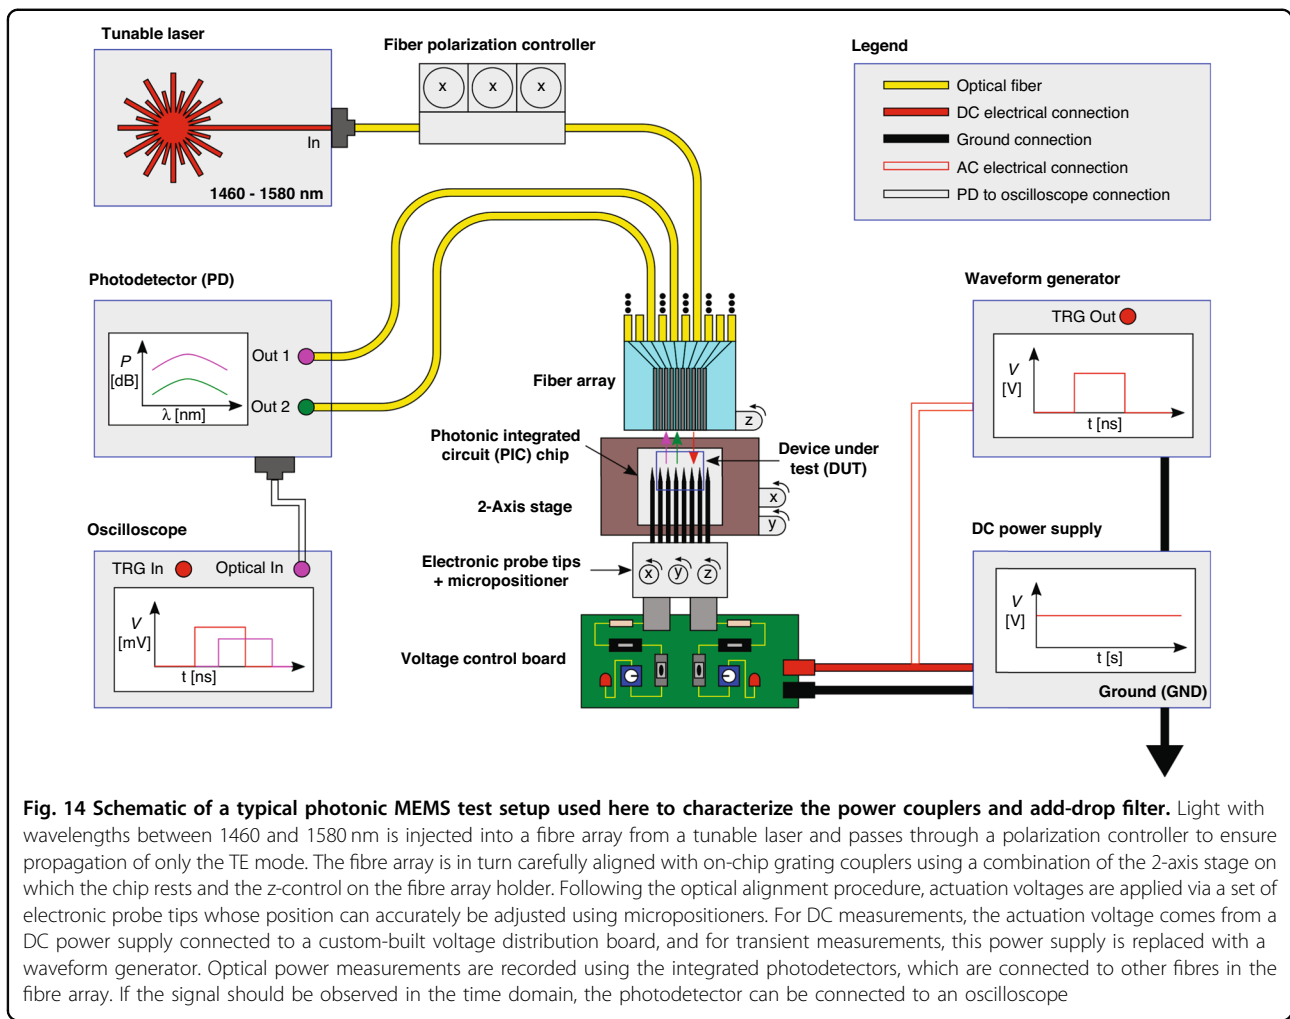 Tunable laser
In
1460 - 1580 nm
Fiber polarization controller
x x x
Legend
Optical fiber
DC electrical connection
Ground connection
AC electrical connection
PD to oscilloscope connection
Photodetector (PD)
P
[dB]
λ [nm]
Out 1
Out 2
Fiber array
z
Waveform generator
TRG Out
V
[V]
t [ns]
Photonic integrated
circuit (PIC) chip
Device under
test (DUT)
2-Axis stage
x
y
Oscilloscope
TRG In
Optical In
V
[mV]
t [ns]
Electronic probe tips
+ micropositioner
x y z
Voltage control board
DC power supply
V
[V]
t [s]
Ground (GND)
Fig. 14 Schematic of a typical photonic MEMS test setup used here to characterize the power couplers and add-drop filter. Light with
wavelengths between 1460 and 1580 nm is injected into a fibre array from a tunable laser and passes through a polarization controller to ensure
propagation of only the TE mode. The fibre array is in turn carefully aligned with on-chip grating couplers using a combination of the 2-axis stage on
which the chip rests and the z-control on the fibre array holder. Following the optical alignment procedure, actuation voltages are applied via a set of
electronic probe tips whose position can accurately be adjusted using micropositioners. For DC measurements, the actuation voltage comes from a
DC power supply connected to a custom-built voltage distribution board, and for transient measurements, this power supply is replaced with a
waveform generator. Optical power measurements are recorded using the integrated photodetectors, which are connected to other fibres in the
fibre array. If the signal should be observed in the time domain, the photodetector can be connected to an oscilloscope